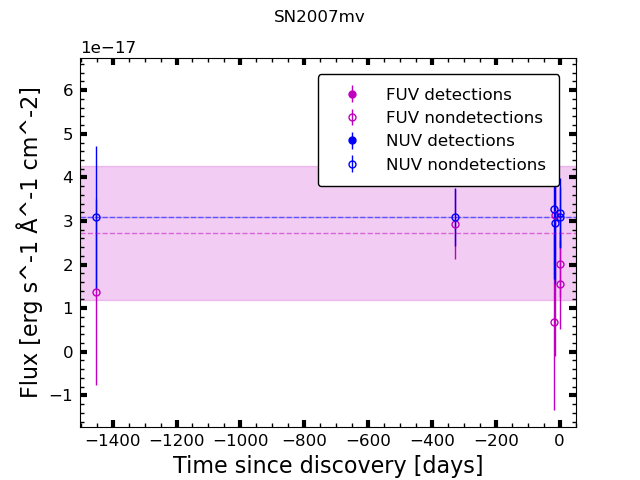 SN2007mv
1e−17
FUV detections
FUV nondetections
NUV detections
NUV nondetections
6
5
4
3
2
1
0
−1
Flux [erg s^-1 Å^-1 cm^-2]
−1400 −1200 −1000 −800 −600 −400 −200 0
Time since discovery [days]